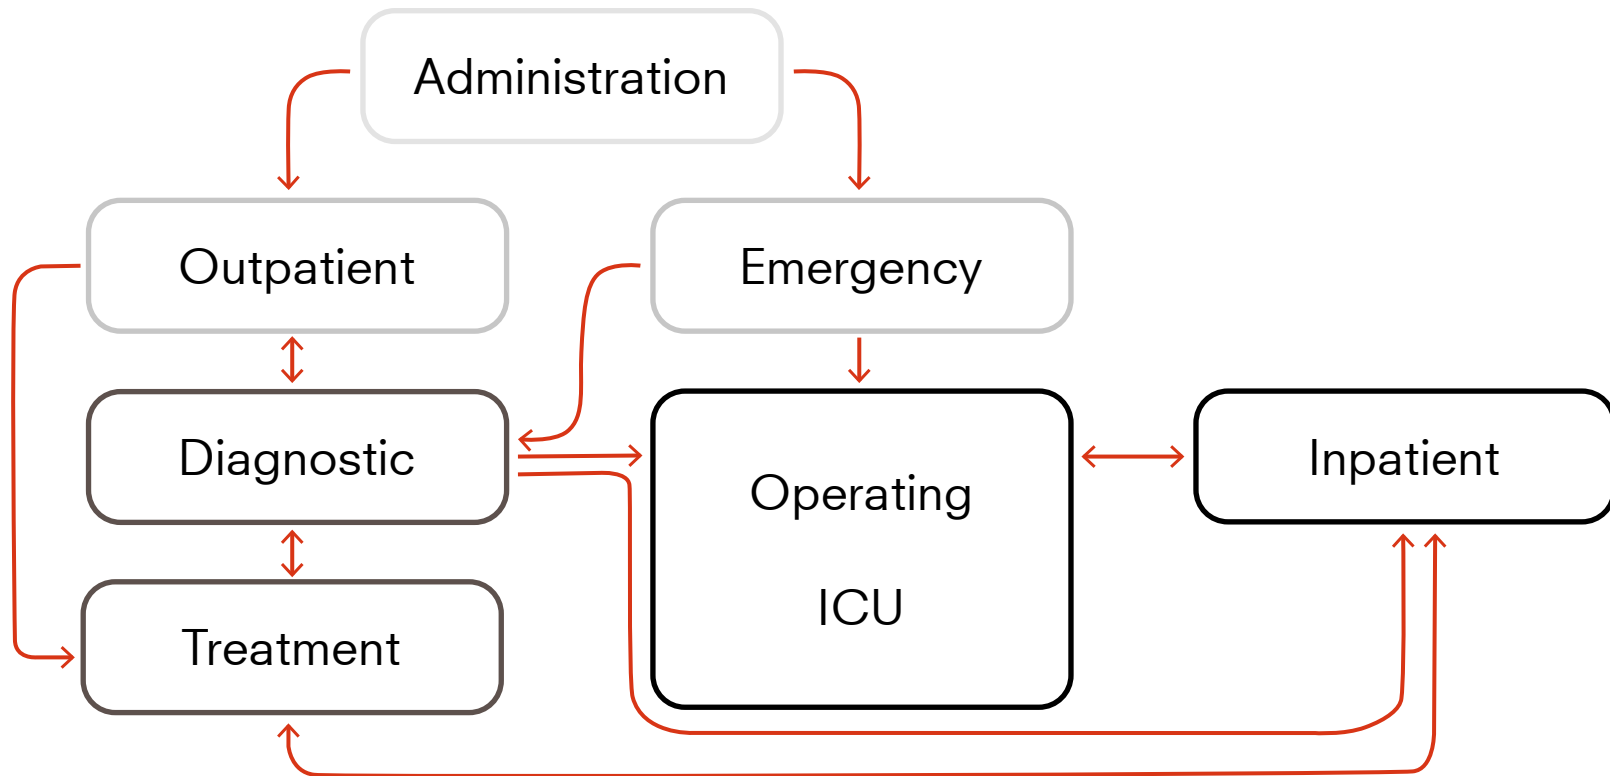 Administration
Outpatient
Emergency
Diagnostic
Operating
ICU
Inpatient
Treatment